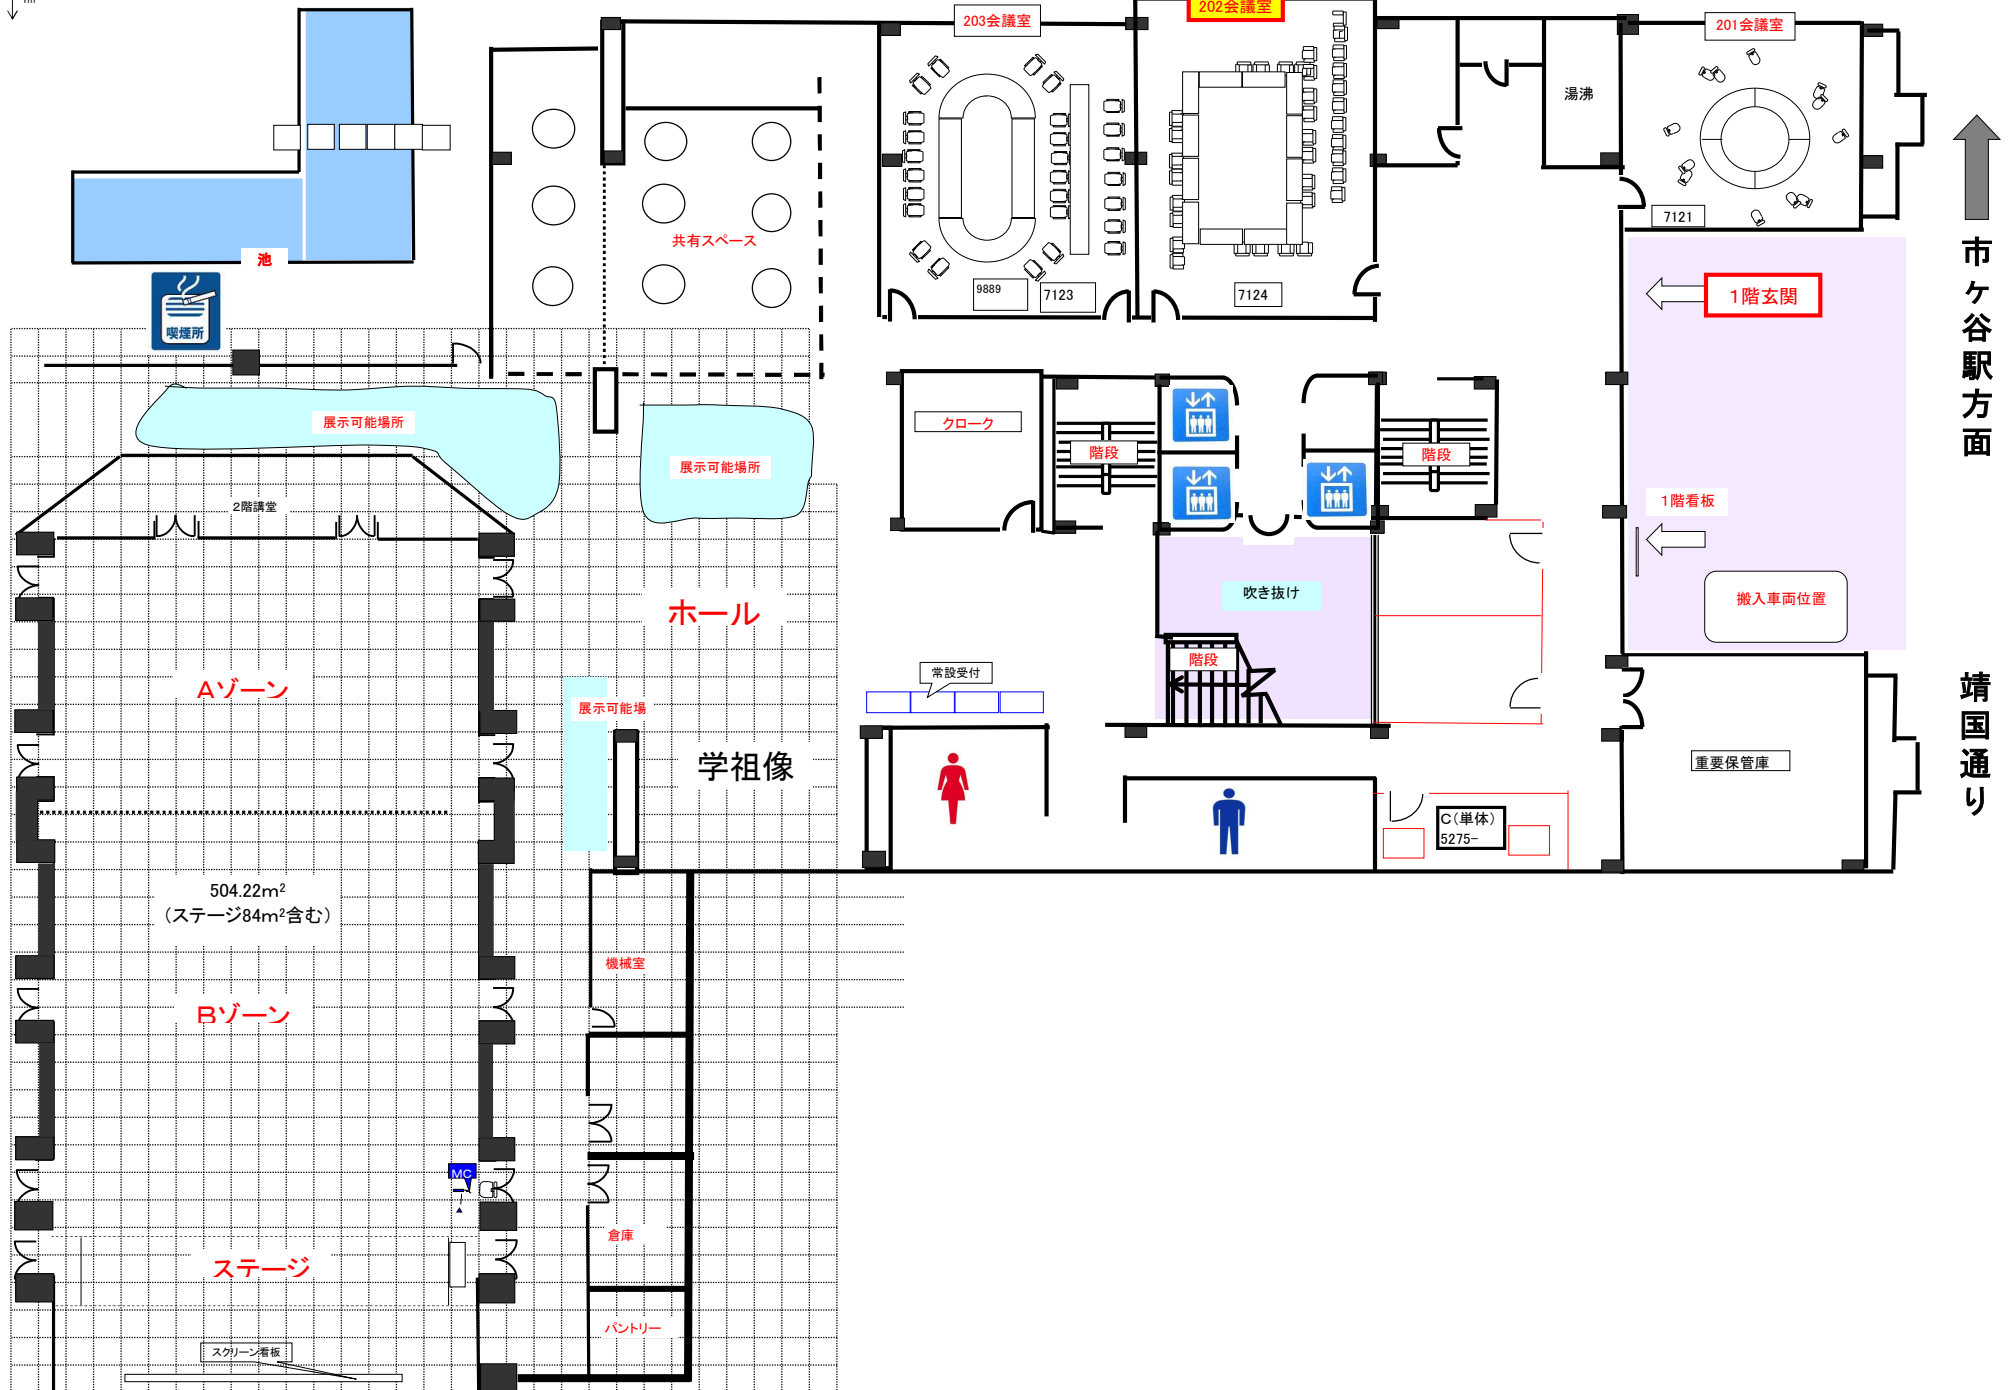 203会議室
202会議室
201会議室
湯沸
共有スペース
7121
池
9889
7123
7124
1階玄関
市ヶ谷駅方面
喫煙所
展示可能場所
クローク
階段
階段
展示可能場所
1階看板
2階講堂
吹き抜け
搬入車両位置
ホール
階段
常設受付
Aゾーン
展示可能場
靖国通り
学祖像
重要保管庫
C(単体)
5275-
504.22m²
(ステージ84m²含む)
機械室
Bゾーン
MC
倉庫
ステージ
パントリー
スクリーン看板